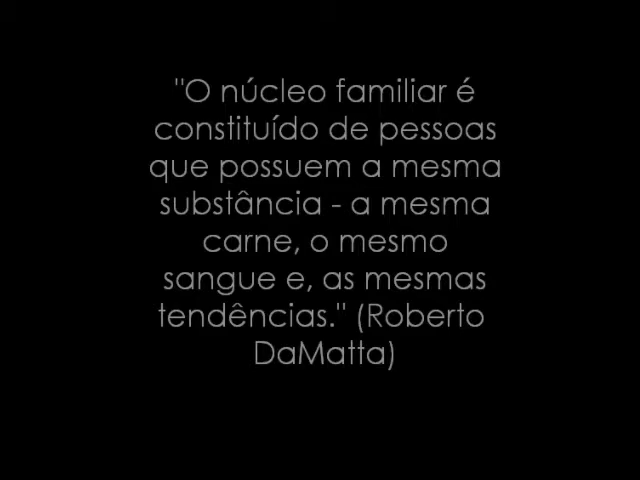 "O núcleo familiar é
constituído de pessoas
que possuem a mesma
substância - a mesma
carne, o mesmo
sangue e, as mesmas
tendências." (Roberto
DaMatta)